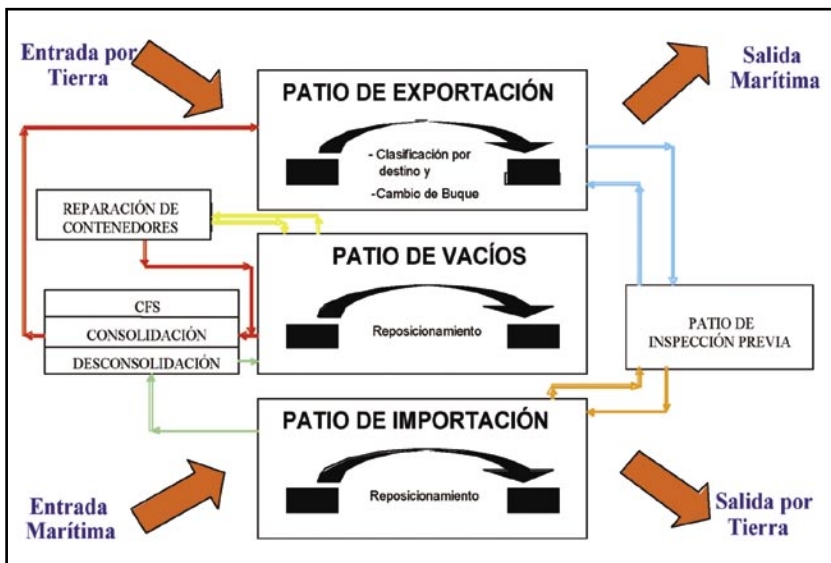 Entrada por
Tierra
Salida
Marítima
PATIO DE EXPORTACIÓN
- Clasificación por
destino y
-Cambio de Buque
REPARACIÓN DE
CONTENEDORES
PATIO DE VACÍOS
Reposicionamiento
CFS
CONSOLIDACIÓN
DESCONSOLIDACIÓN
PATIO DE
INSPECCIÓN PREVIA
PATIO DE IMPORTACIÓN
Reposicionamiento
Entrada
Marítima
Salida por
Tierra